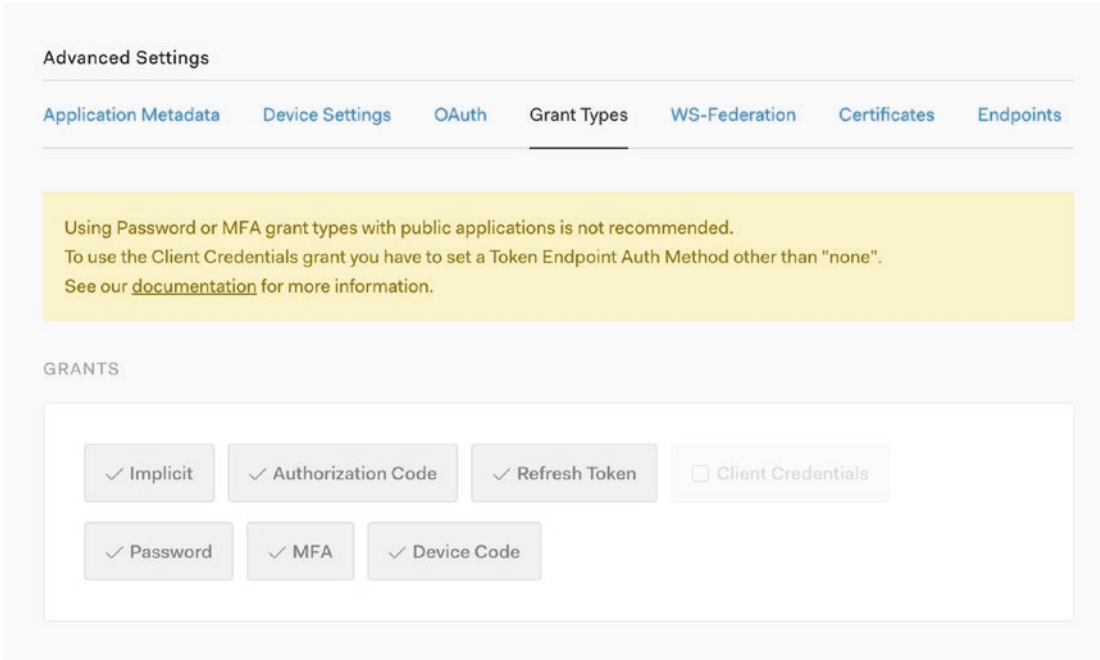 Advanced Settings
Application Metadata Device Settings OAuth Grant Types WS-Federation Certificates Endpoints
Using Password or MFA grant types with public applications is not recommended.
To use the Client Credentials grant you have to set a Token Endpoint Auth Method other than "none".
See our documentation for more information.
GRANTS
Implicit Authorization Code Refresh Token Client Credentials
Password MFA Device Code